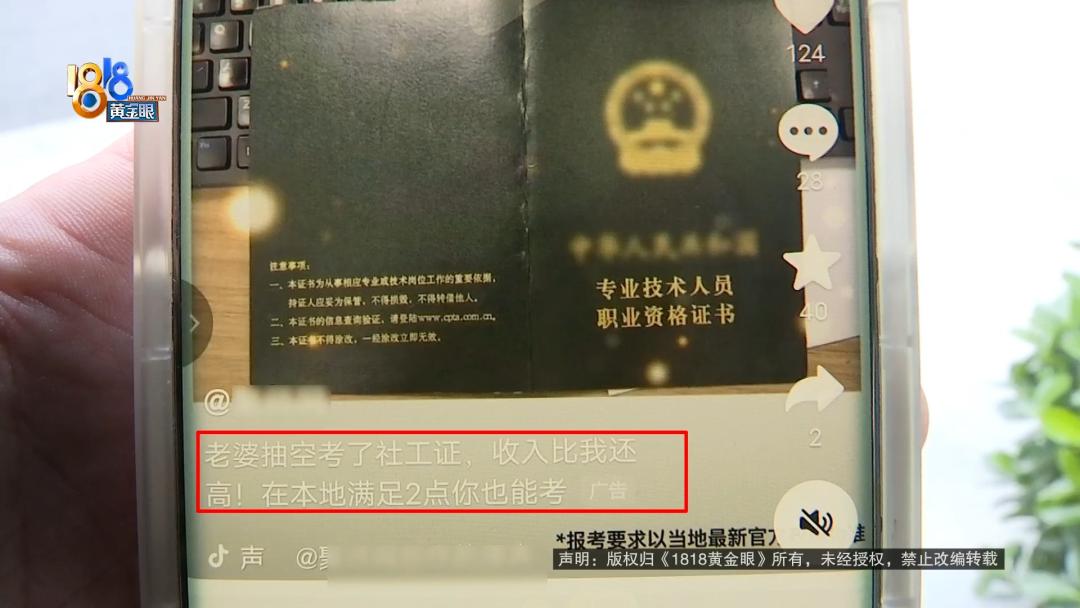 1818
HUANG JIN YAN
黄金眼
124
28
40
2
注意事项：
一、本证书为从事相应专业或技术岗位工作的重要依据，
持证人应妥为保管，不得损毁，不得转借他人。
二、本证书的信息查询验证，请登陆www.cpta.com.cn。
三、本证书不得涂改，一经涂改立即无效。
中华人民共和国
专业技术人员
职业资格证书
@
老婆抽空考了社工证，收入比我还
高！在本地满足2点你也能考 广告
声 @聚
*报考要求以当地最新官方
准
声明：版权归《1818黄金眼》所有，未经授权，禁止改编转载